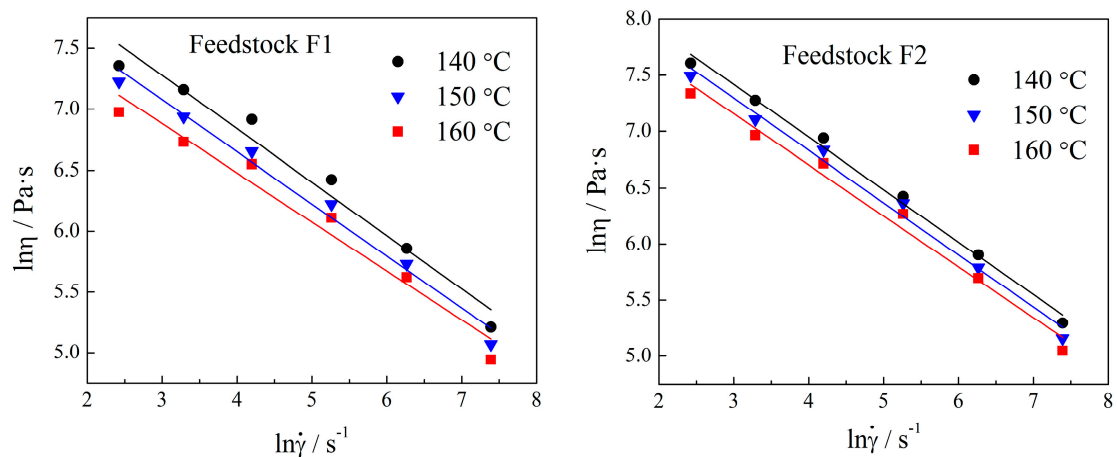 Feedstock F1
140 °C
150 °C
160 °C
7.5
7.0
6.5
6.0
5.5
5.0
lnη / Pa·s
2 3 4 5 6 7 8
lnγ̇ / s⁻¹
Feedstock F2
140 °C
150 °C
160 °C
8.0
7.5
7.0
6.5
6.0
5.5
5.0
lnη / Pa·s
2 3 4 5 6 7 8
lnγ̇ / s⁻¹